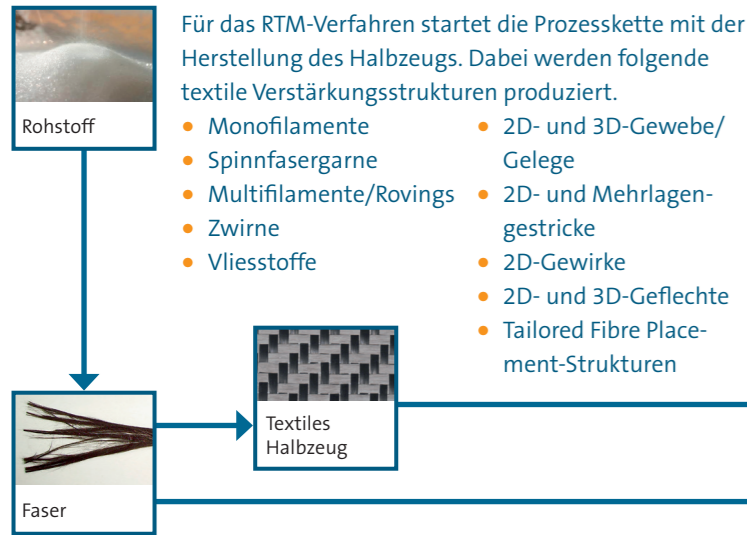 Für das RTM-Verfahren startet die Prozesskette mit der
Herstellung des Halbzeugs. Dabei werden folgende
textile Verstärkungsstrukturen produziert.
• Monofilamente
• Spinnfasergarne
• Multifilamente/Rovings
• Zwirne
• Vliesstoffe
• 2D- und 3D-Gewebe/
Gelege
• 2D- und Mehrlagen-
gestricke
• 2D-Gewirke
• 2D- und 3D-Geflechte
• Tailored Fibre Place-
ment-Strukturen
Rohstoff
Textiles
Halbzeug
Faser